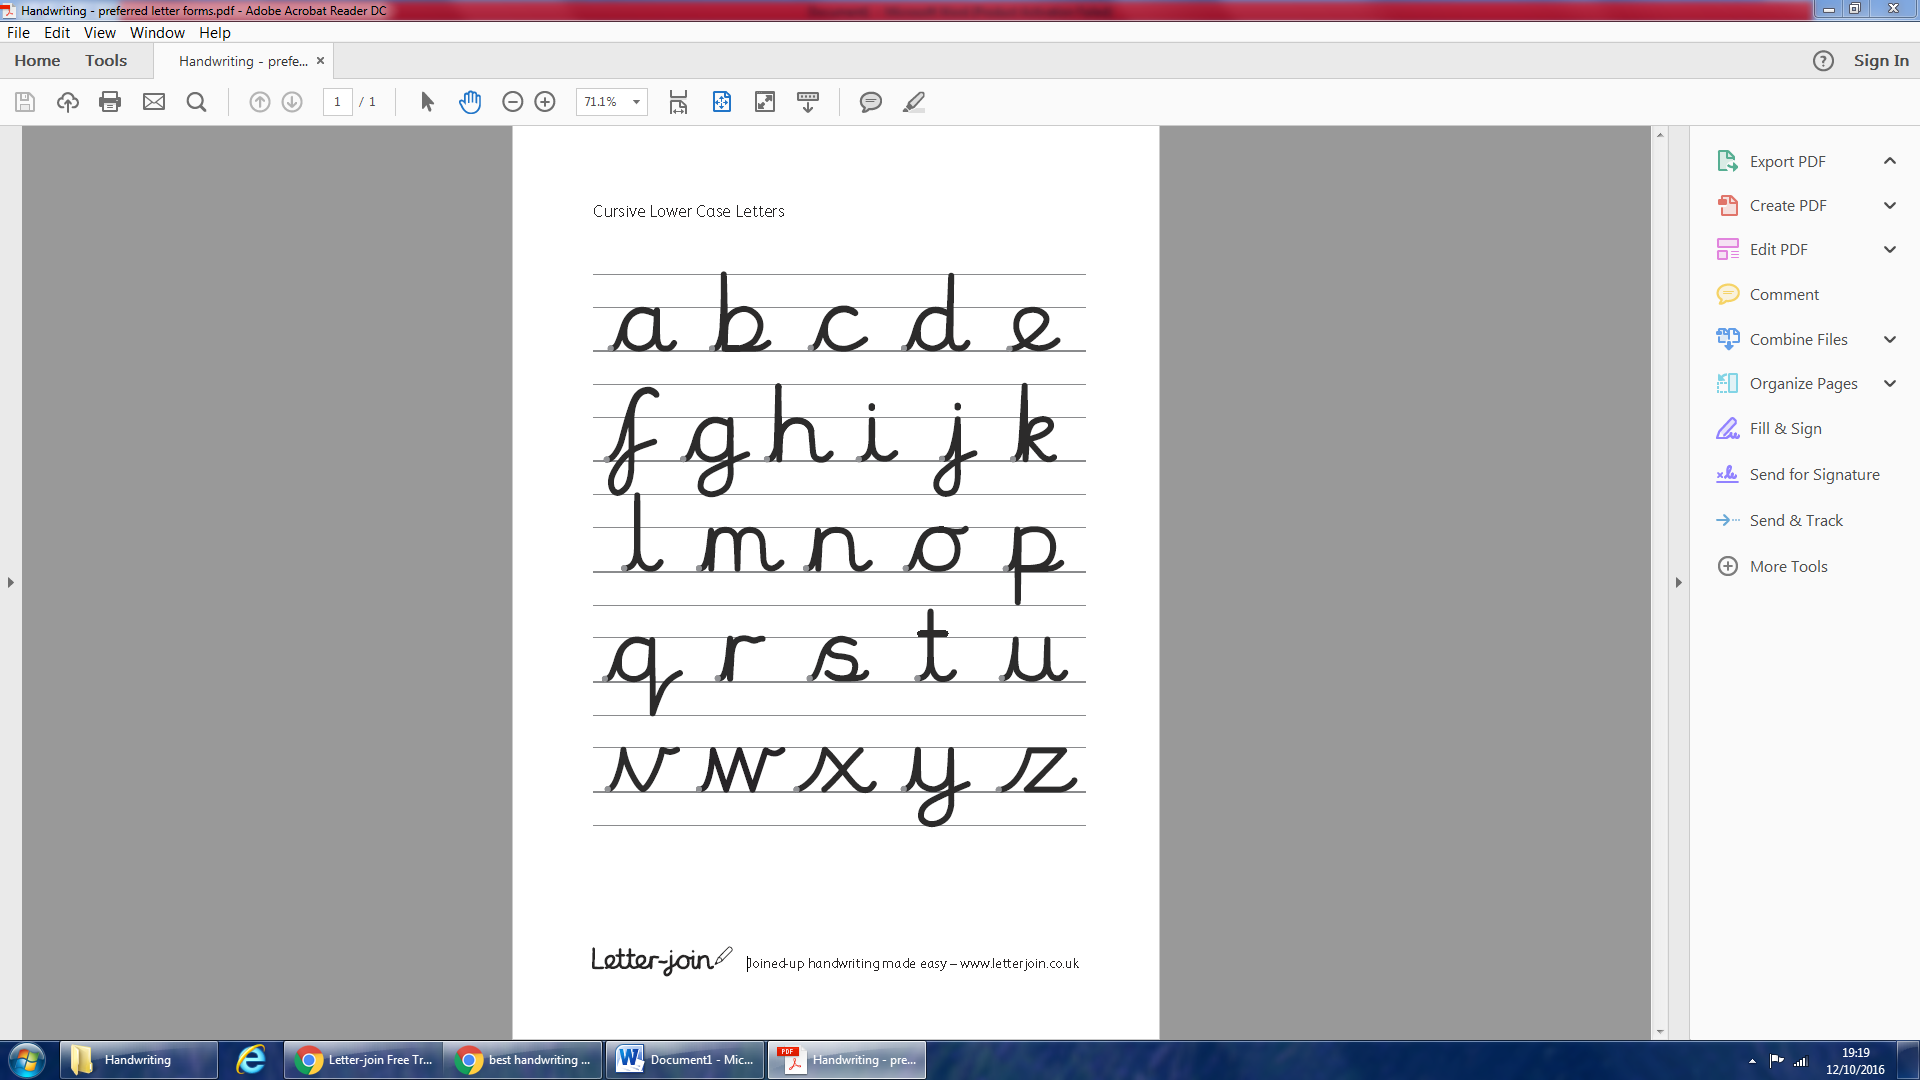 Handwriting - preferred letter forms.pdf - Adobe Acrobat Reader DC
File Edit View Window Help
Home Tools Handwriting - prefe... × Sign In
1 / 1 71.1%
Export PDF
Create PDF
Edit PDF
Comment
Combine Files
Organize Pages
Fill & Sign
Send for Signature
Send & Track
More Tools
Cursive Lower Case Letters
a b c d e
f g h i j k
l m n o p
q r s t u
v w x y z
Letter-join Joined-up handwriting made easy – www.letterjoin.co.uk
Handwriting Letter-join Free Tr... best handwriting ... Document1 - Mic... Handwriting - pre...
19:19
12/10/2016